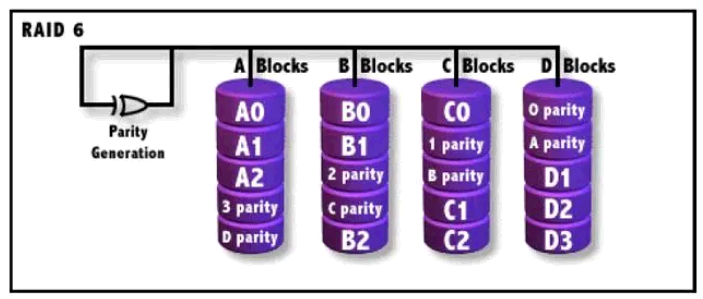 RAID 6
A Blocks B Blocks C Blocks D Blocks
Parity
Generation
A0 B0 C0 0 parity
A1 B1 1 parity A parity
A2 2 parity B parity D1
3 parity C parity C1 D2
D parity B2 C2 D3